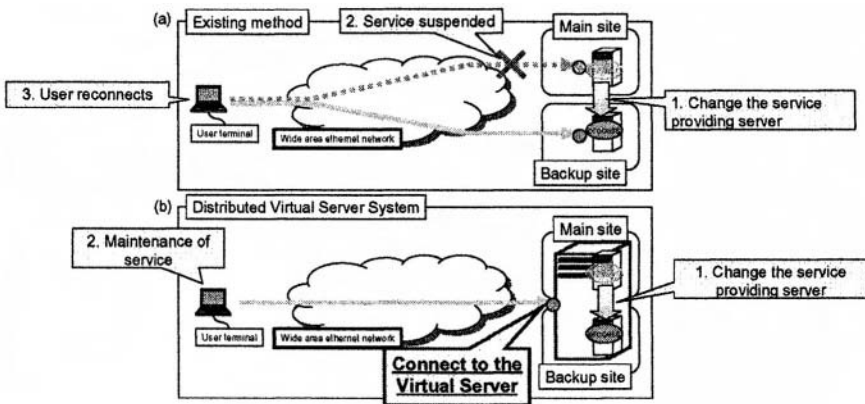 (a)
Existing method
2. Service suspended
Main site
3. User reconnects
User terminal
Wide area ethernet network
1. Change the service
providing server
process
Backup site
(b)
Distributed Virtual Server System
2. Maintenance of
service
Main site
1. Change the service
providing server
User terminal
Wide area ethernet network
process
Connect to the
Virtual Server
Backup site